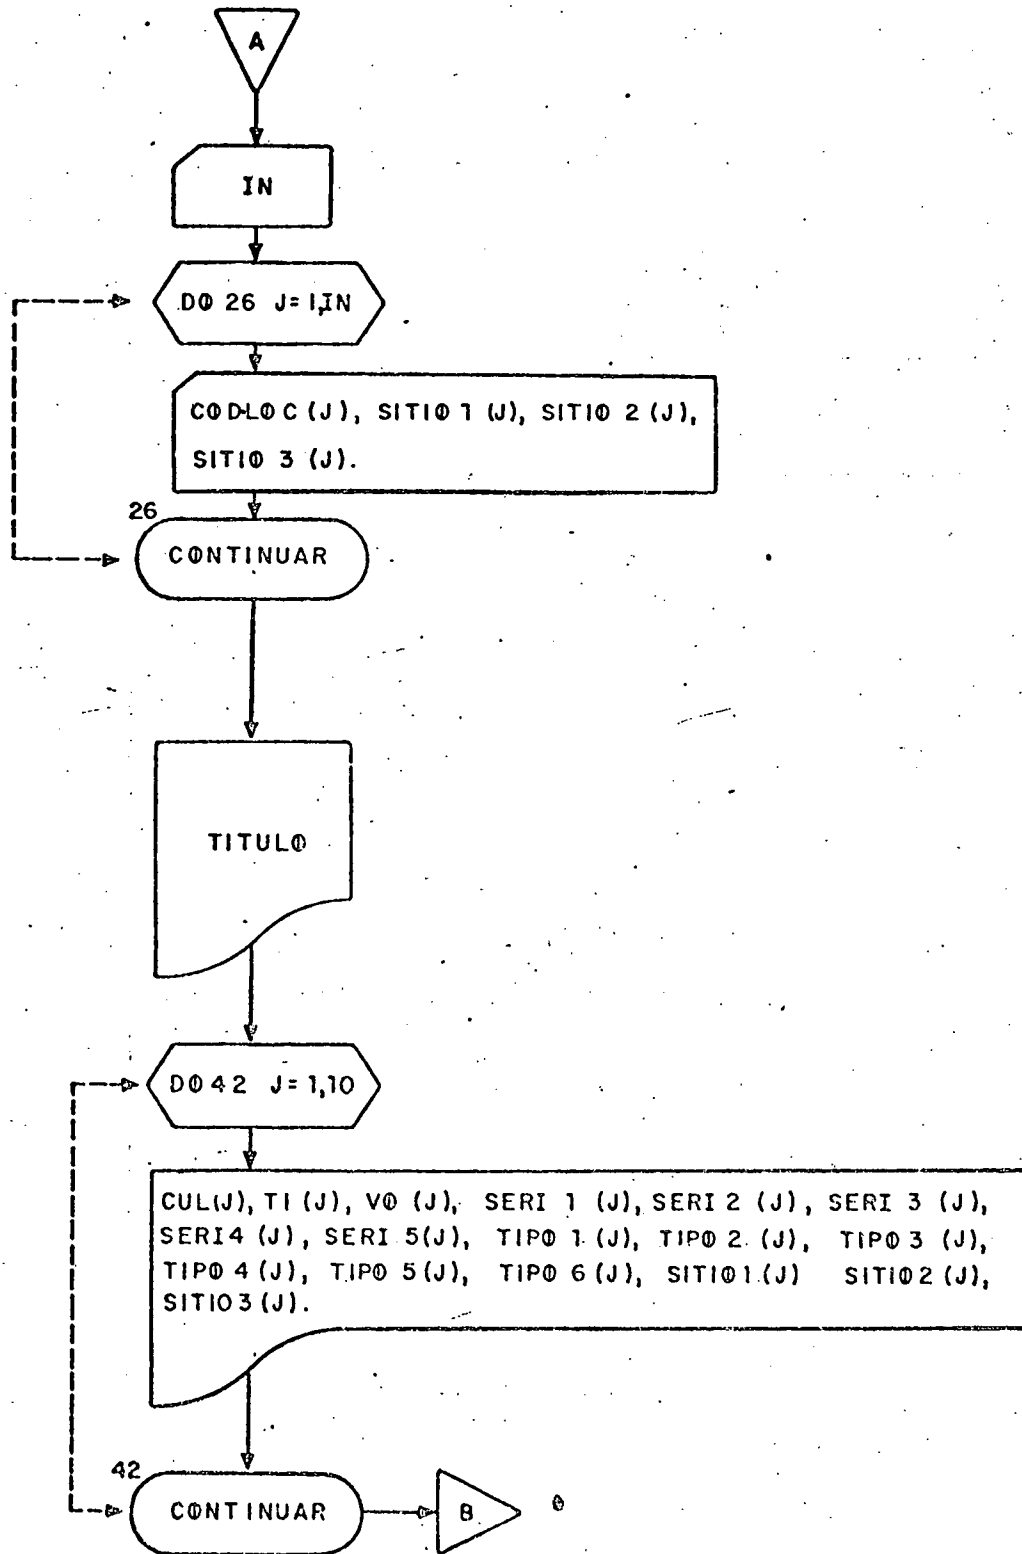 A
IN
DO 26 J=1,IN
CODLOC (J), SITIO 1 (J), SITIO 2 (J),
SITIO 3 (J).
26
CONTINUAR
TITULO
DO 42 J=1,10
CUL(J), TI (J), VO (J), SERI 1 (J), SERI 2 (J), SERI 3 (J),
SERI4 (J), SERI 5(J), TIPO 1 (J), TIPO 2 (J), TIPO 3 (J),
TIPO 4 (J), TIPO 5 (J), TIPO 6 (J), SITIO1 (J) SITIO2 (J),
SITIO3 (J).
42
CONTINUAR
B